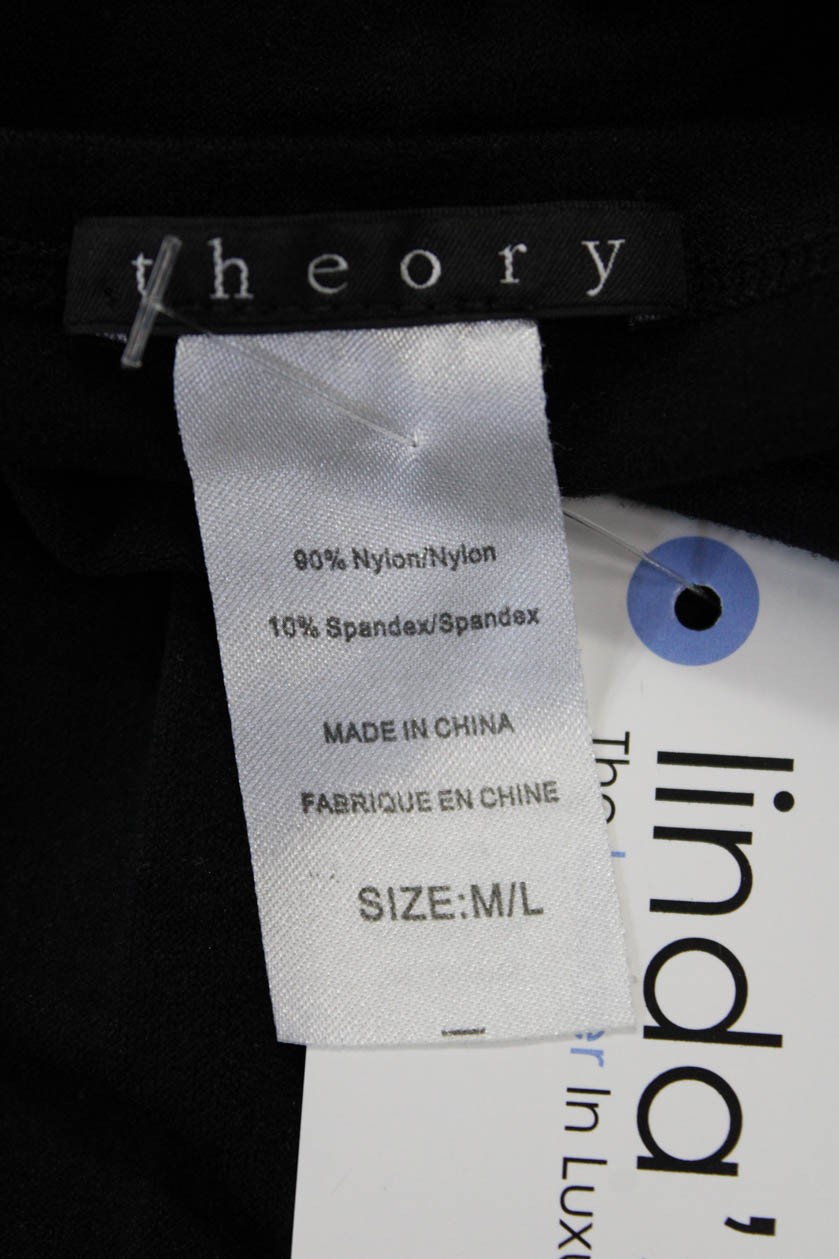 theory
90% Nylon/Nylon
10% Spandex/Spandex
MADE IN CHINA
FABRIQUE EN CHINE
SIZE:M/L
linda'
The
In Luxu